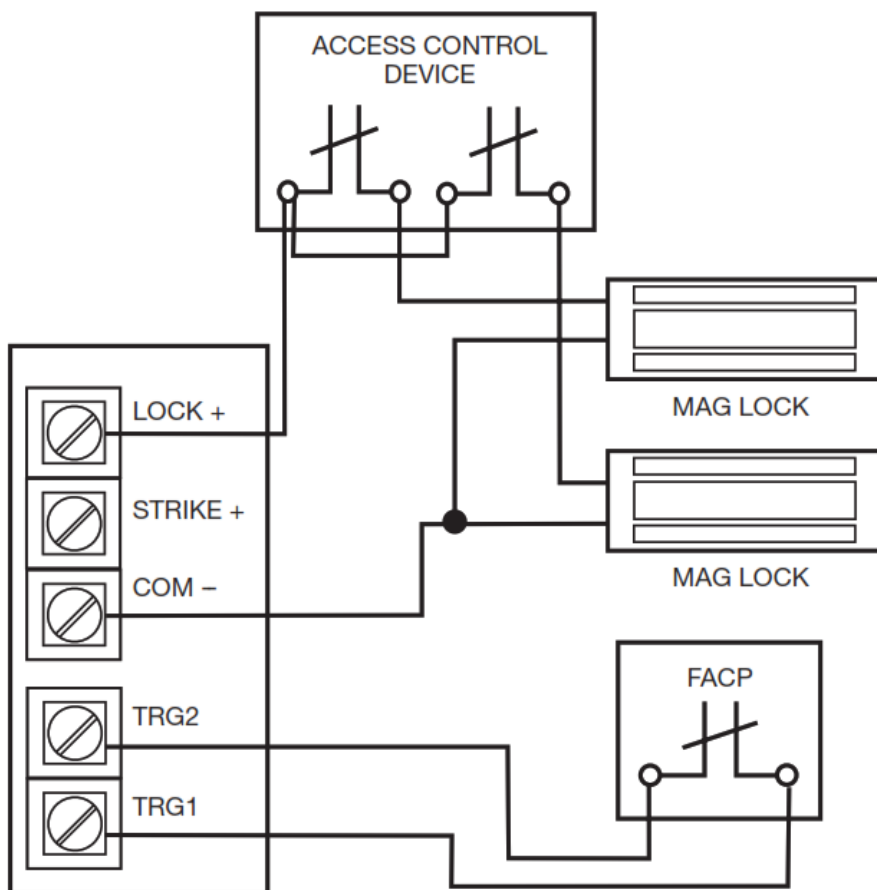 ACCESS CONTROL
DEVICE
LOCK +
STRIKE +
COM –
TRG2
TRG1
MAG LOCK
MAG LOCK
FACP